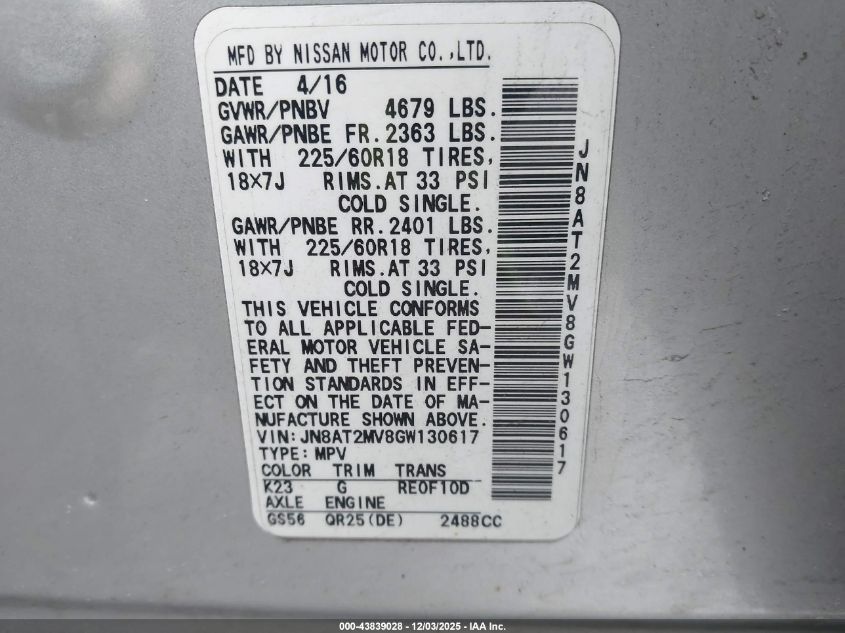 MFD BY NISSAN MOTOR CO.,LTD.
DATE 4/16
GVWR/PNBV 4679 LBS.
GAWR/PNBE FR.2363 LBS.
WITH 225/60R18 TIRES,
18×7J RIMS.AT 33 PSI
COLD SINGLE.
GAWR/PNBE RR.2401 LBS.
WITH 225/60R18 TIRES,
18×7J RIMS.AT 33 PSI
COLD SINGLE.
THIS VEHICLE CONFORMS
TO ALL APPLICABLE FED-
ERAL MOTOR VEHICLE SA-
FETY AND THEFT PREVEN-
TION STANDARDS IN EFF-
ECT ON THE DATE OF MA-
NUFACTURE SHOWN ABOVE.
VIN:JN8AT2MV8GW130617
TYPE:MPV
COLOR TRIM TRANS
K23 G RE0F10D
AXLE ENGINE
GS56 QR25(DE) 2488CC
JN8AT2MV8GW130617
000-43839028 - 12/03/2025 - IAA Inc.